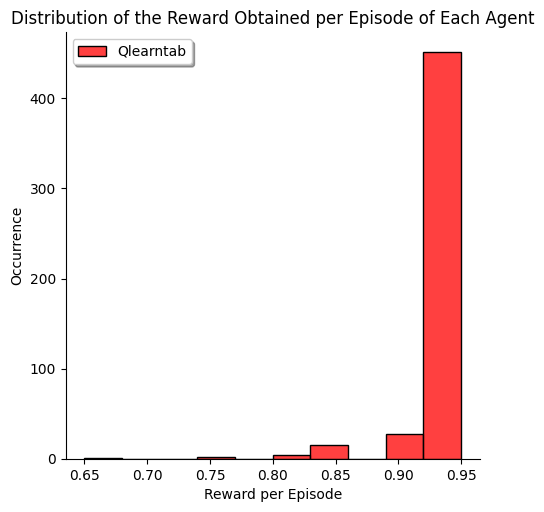 Distribution of the Reward Obtained per Episode of Each Agent
Qlearntab
400
300
200
100
0
Occurrence
0.65 0.70 0.75 0.80 0.85 0.90 0.95
Reward per Episode